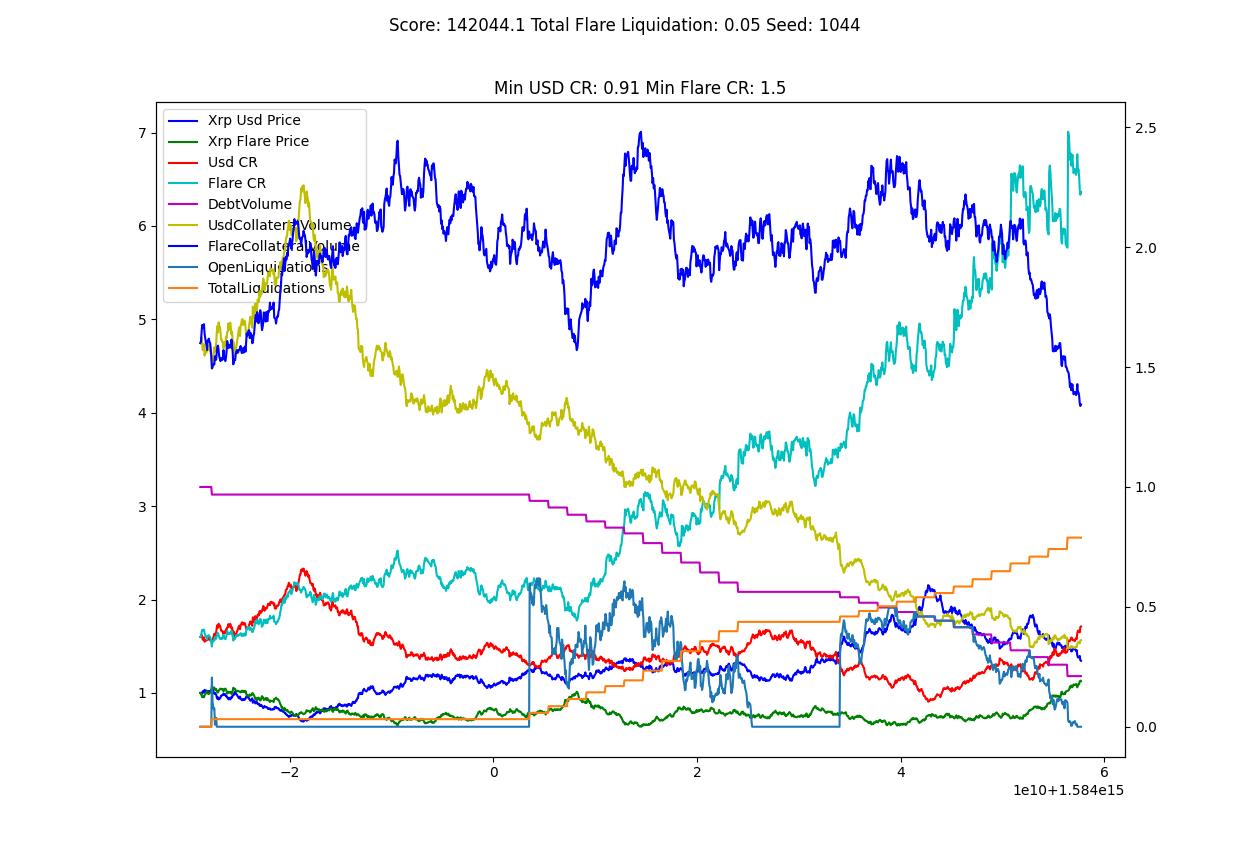 Score: 142044.1 Total Flare Liquidation: 0.05 Seed: 1044
Min USD CR: 0.91 Min Flare CR: 1.5
Xrp Usd Price
Xrp Flare Price
Usd CR
Flare CR
DebtVolume
UsdCollateralVolume
FlareCollateralVolume
OpenLiquidations
TotalLiquidations
7
6
5
4
3
2
1
2.5
2.0
1.5
1.0
0.5
0.0
−2
0
2
4
6
1e10+1.584e15